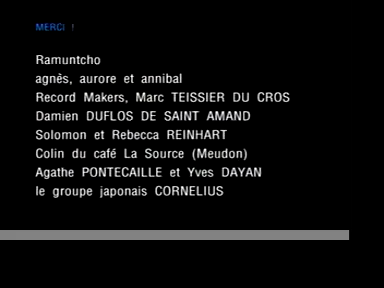 MERCI !
Ramuntcho
agnès, aurore et annibal
Record Makers, Marc TEISSIER DU CROS
Damien DUFLOS DE SAINT AMAND
Solomon et Rebecca REINHART
Colin du café La Source (Meudon)
Agathe PONTECAILLE et Yves DAYAN
le groupe japonais CORNELIUS